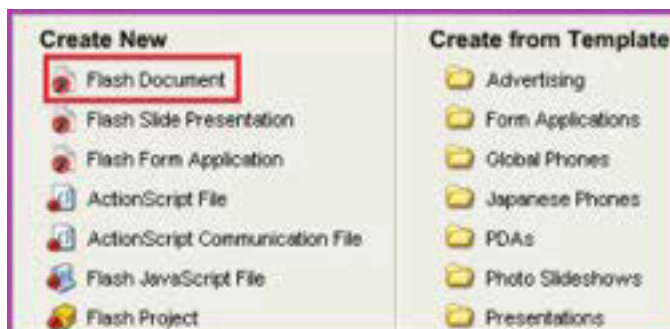 Create New
Flash Document
Flash Slide Presentation
Flash Form Application
ActionScript File
ActionScript Communication File
Flash JavaScript File
Flash Project
Create from Template
Advertising
Form Applications
Global Phones
Japanese Phones
PDAs
Photo Slideshows
Presentations